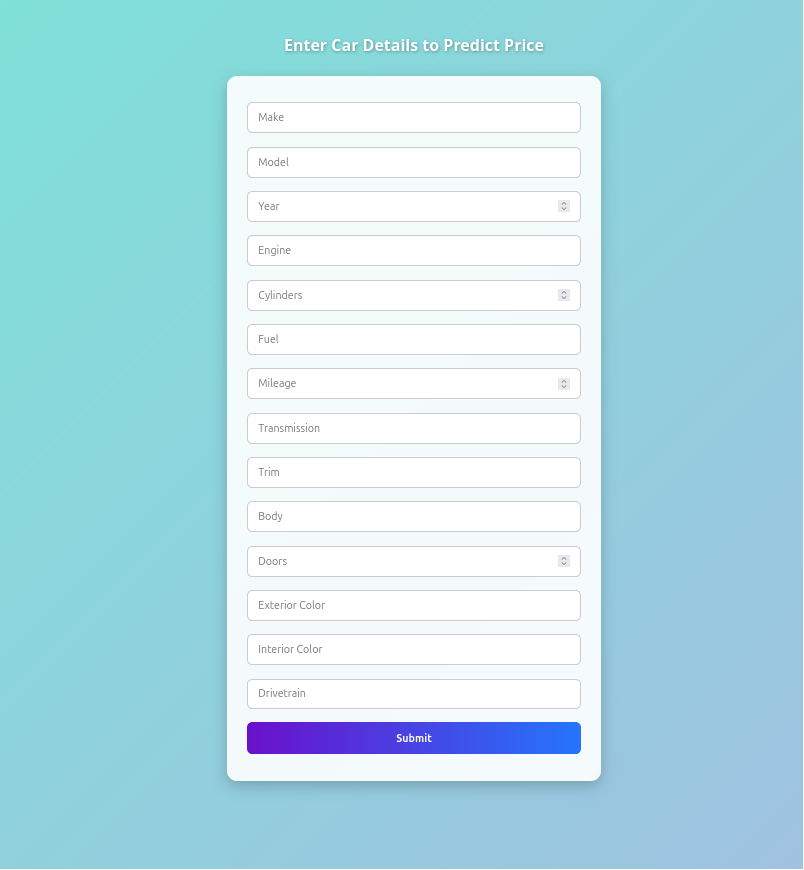 Enter Car Details to Predict Price
Make
Model
Year
Engine
Cylinders
Fuel
Mileage
Transmission
Trim
Body
Doors
Exterior Color
Interior Color
Drivetrain
Submit